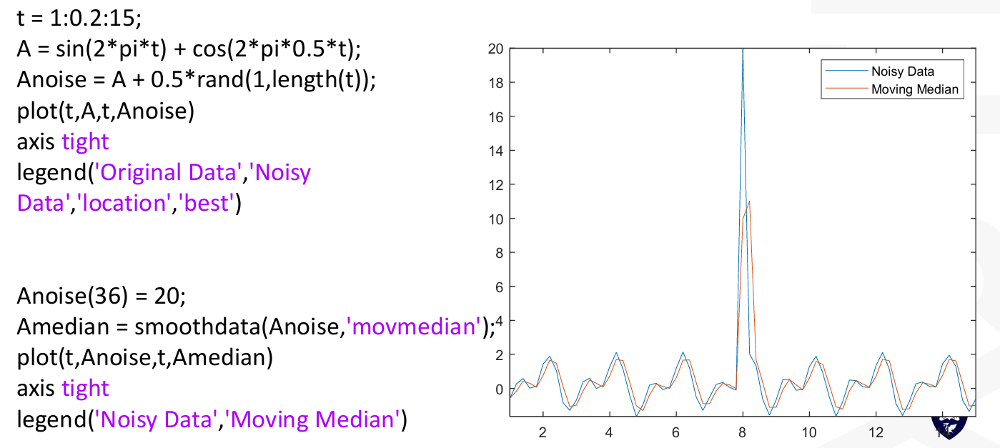 t = 1:0.2:15;
A = sin(2*pi*t) + cos(2*pi*0.5*t);
Anoise = A + 0.5*rand(1,length(t));
plot(t,A,t,Anoise)
axis tight
legend('Original Data','Noisy
Data','location','best')
Anoise(36) = 20;
Amedian = smoothdata(Anoise,'movmedian');
plot(t,Anoise,t,Amedian)
axis tight
legend('Noisy Data','Moving Median')
Noisy Data
Moving Median
20
18
16
14
12
10
8
6
4
2
0
2 4 6 8 10 12 14